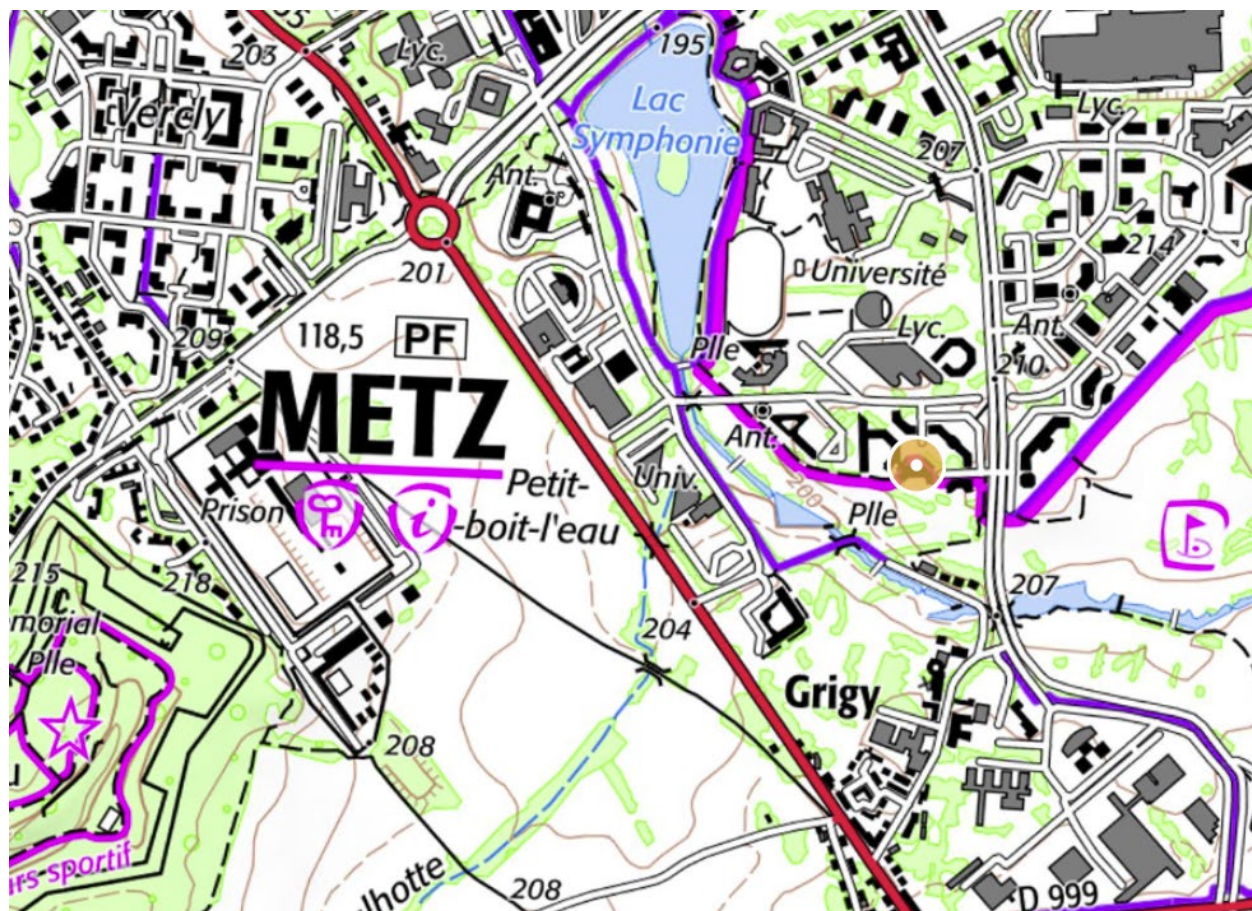 195
203
Lyc.
Lac
Symphonie
Vercly
Lyc.
207
Ant.
201
Université
214
209
118,5
PF
Plle
Lyc.
Ant.
210
METZ
Ant.
Petit-
-boit-l'eau
Univ.
200
Prison
i
Plle
215
218
207
morial
Plle
204
Grigy
208
rs sportif
lhotte
208
D 999